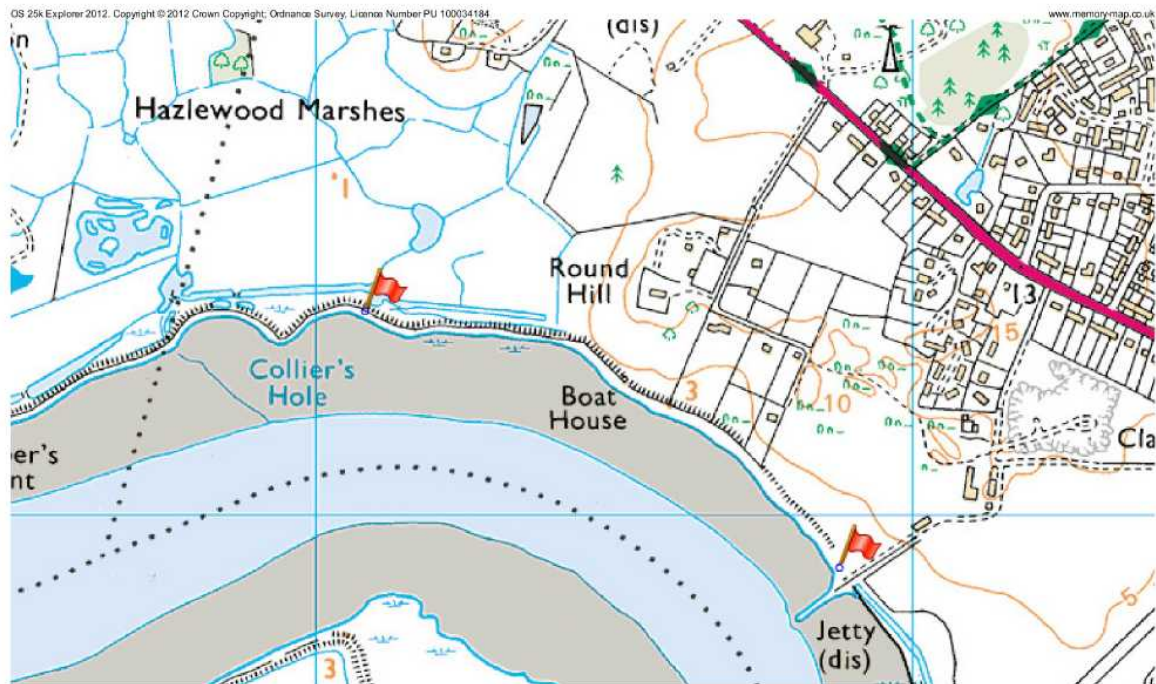 OS 25k Explorer 2012. Copyright © 2012 Crown Copyright; Ordnance Survey, Licence Number PU 100034184
www.memory-map.co.uk
(dis)
Hazlewood Marshes
1
Round
Hill
13
15
Collier's
Hole
Boat
House
3
10
Cla
er's
nt
5
Jetty
(dis)
3